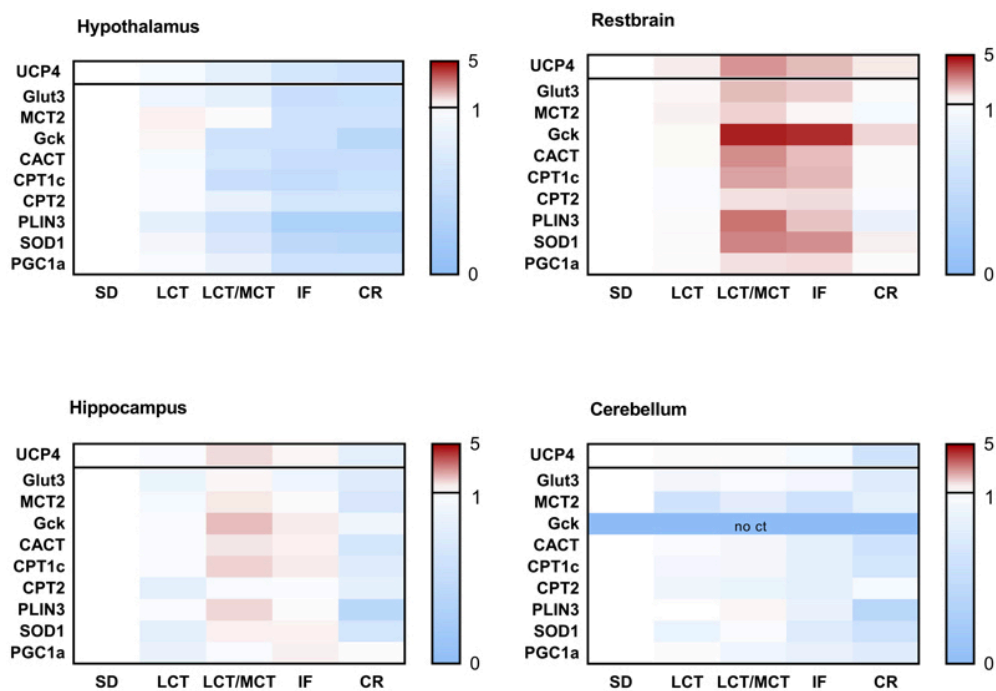 Hypothalamus
UCP4
Glut3
MCT2
Gck
CACT
CPT1c
CPT2
PLIN3
SOD1
PGC1a
SD LCT LCT/MCT IF CR
5
1
0
Restbrain
UCP4
Glut3
MCT2
Gck
CACT
CPT1c
CPT2
PLIN3
SOD1
PGC1a
SD LCT LCT/MCT IF CR
5
1
0
Hippocampus
UCP4
Glut3
MCT2
Gck
CACT
CPT1c
CPT2
PLIN3
SOD1
PGC1a
SD LCT LCT/MCT IF CR
5
1
0
Cerebellum
UCP4
Glut3
MCT2
Gck no ct
CACT
CPT1c
CPT2
PLIN3
SOD1
PGC1a
SD LCT LCT/MCT IF CR
5
1
0